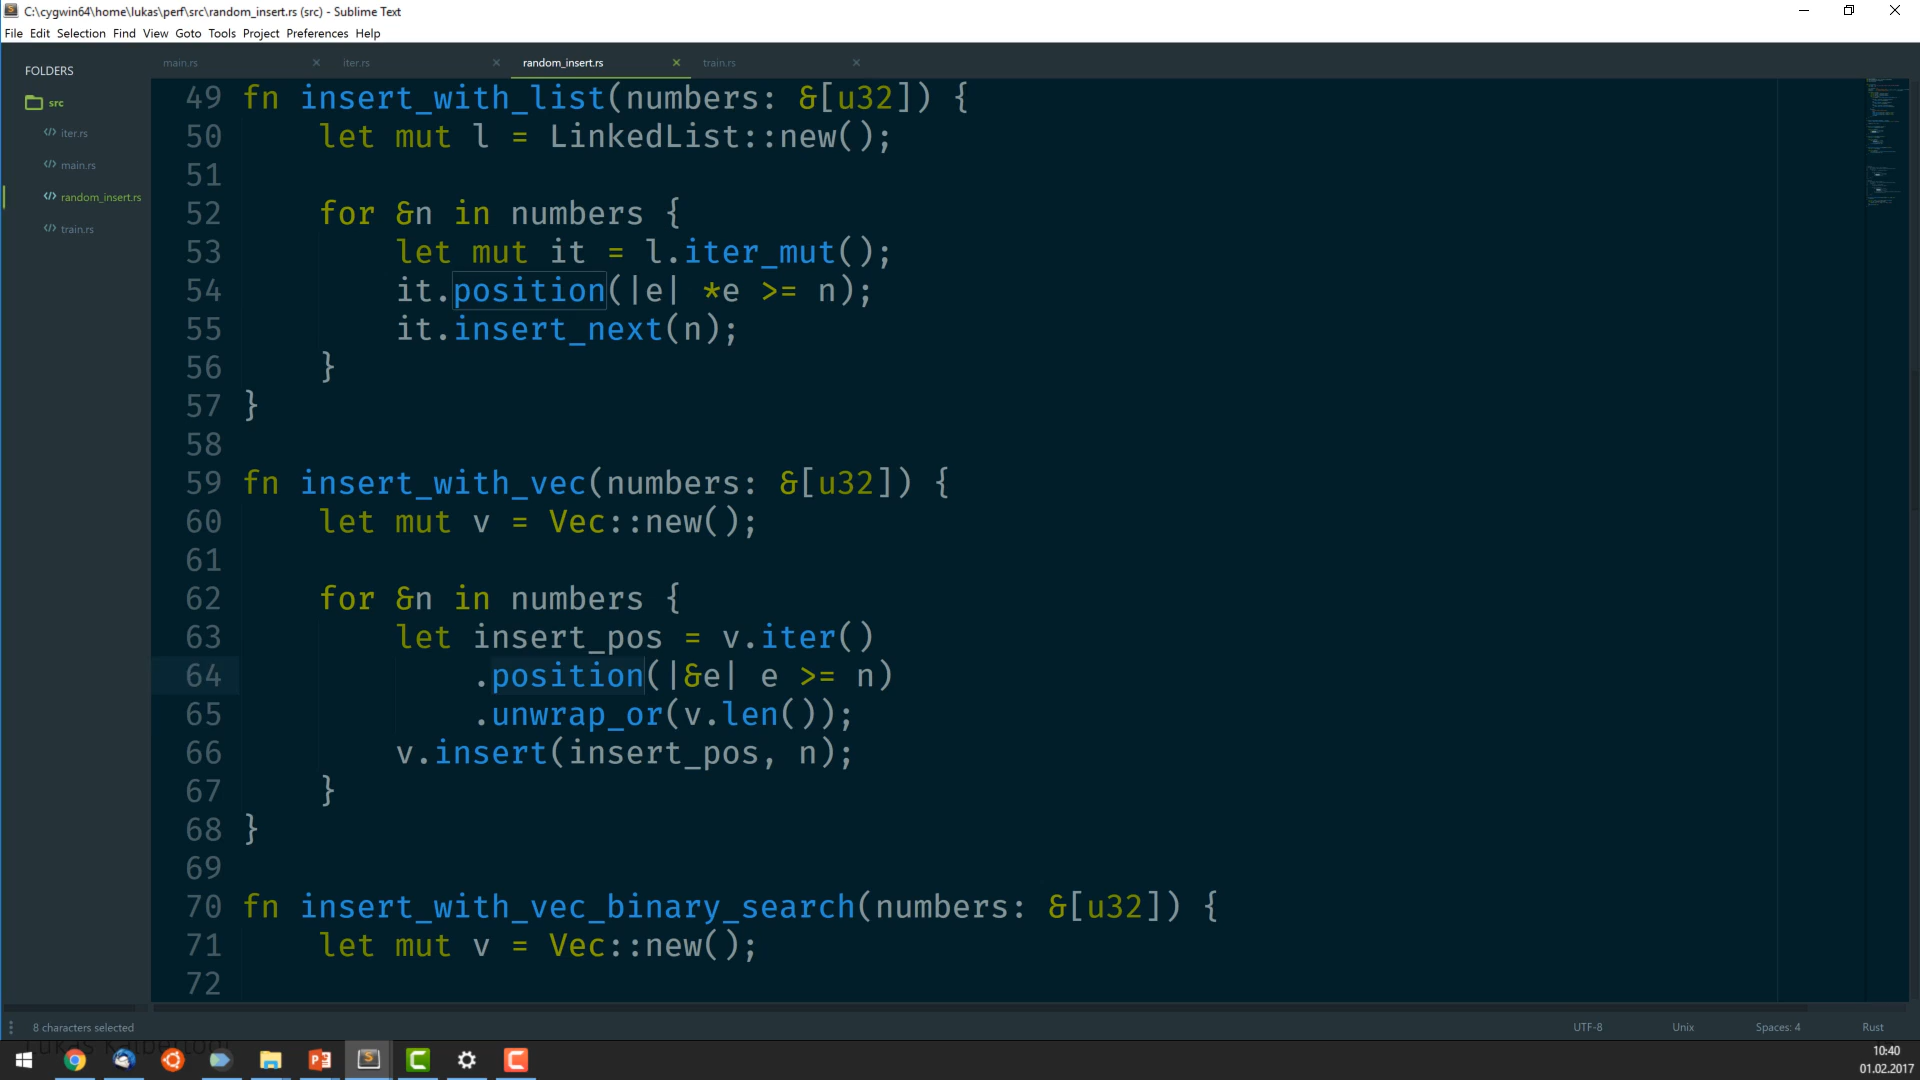 C:\cygwin64\home\lukas\perf\src\random_insert.rs (src) - Sublime Text
File Edit Selection Find View Goto Tools Project Preferences Help
FOLDERS
src
iter.rs
main.rs
random_insert.rs
train.rs
main.rs iter.rs random_insert.rs train.rs
49 fn insert_with_list(numbers: &[u32]) {
50     let mut l = LinkedList::new();
51
52     for &n in numbers {
53         let mut it = l.iter_mut();
54         it.position(|e| *e >= n);
55         it.insert_next(n);
56     }
57 }
58
59 fn insert_with_vec(numbers: &[u32]) {
60     let mut v = Vec::new();
61
62     for &n in numbers {
63         let insert_pos = v.iter()
64             .position(|&e| e >= n)
65             .unwrap_or(v.len());
66         v.insert(insert_pos, n);
67     }
68 }
69
70 fn insert_with_vec_binary_search(numbers: &[u32]) {
71     let mut v = Vec::new();
72
8 characters selected UTF-8 Unix Spaces: 4 Rust
10:40
01.02.2017